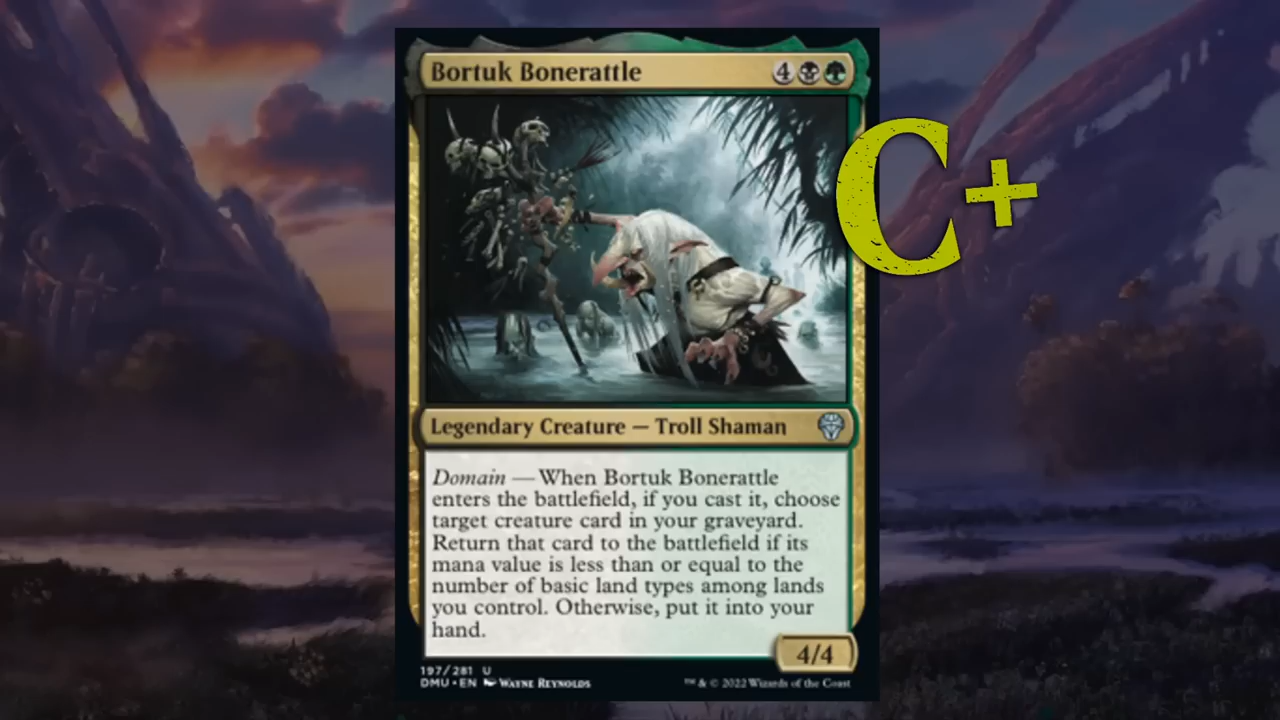 Bortuk Bonerattle 4
C+
Legendary Creature — Troll Shaman
Domain — When Bortuk Bonerattle
enters the battlefield, if you cast it, choose
target creature card in your graveyard.
Return that card to the battlefield if its
mana value is less than or equal to the
number of basic land types among lands
you control. Otherwise, put it into your
hand.
4/4
197/281 U
DMU • EN Wayne Reynolds
™ & © 2022 Wizards of the Coast